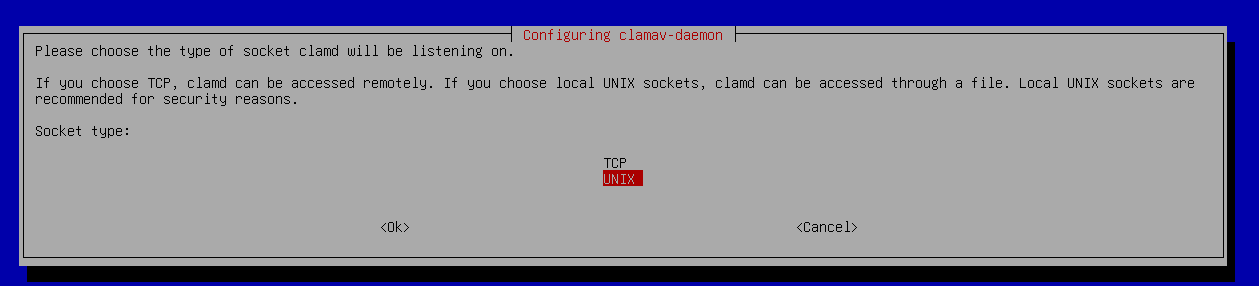 Configuring clamav-daemon
Please choose the type of socket clamd will be listening on.
If you choose TCP, clamd can be accessed remotely. If you choose local UNIX sockets, clamd can be accessed through a file. Local UNIX sockets are
recommended for security reasons.
Socket type:
TCP
UNIX
<Ok> <Cancel>